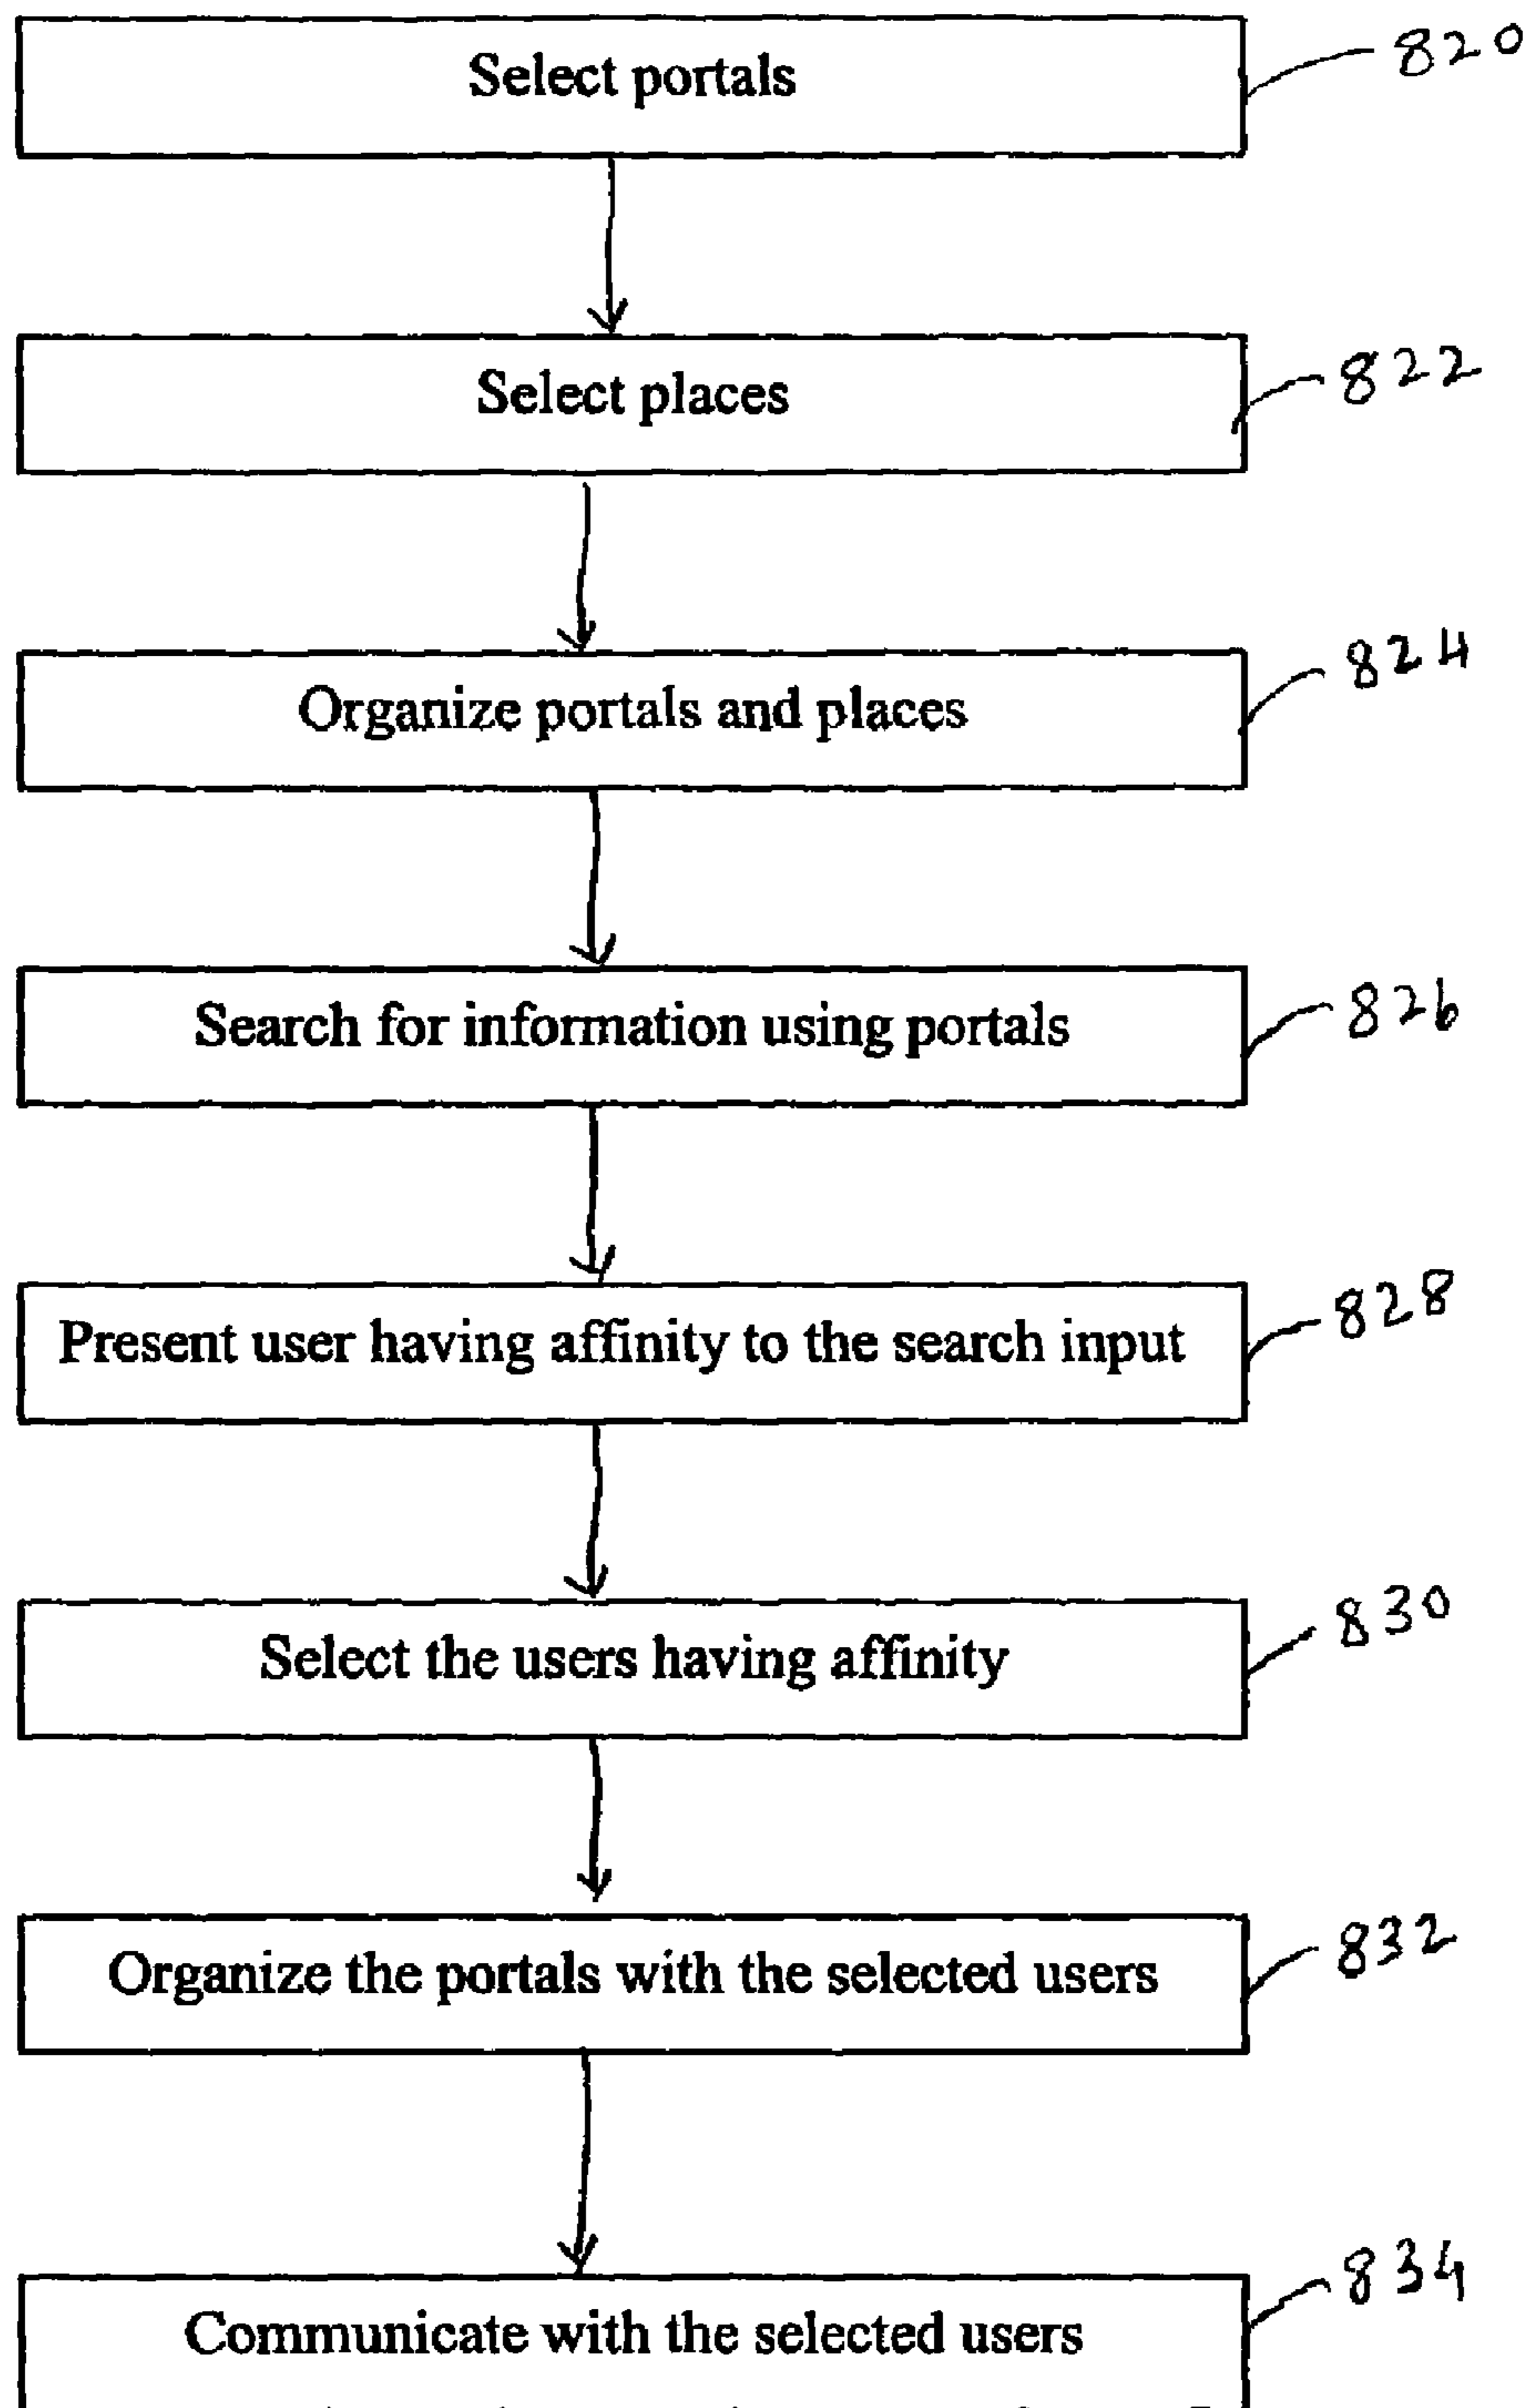 Select portals
820
Select places
822
Organize portals and places
824
Search for information using portals
826
Present user having affinity to the search input
828
Select the users having affinity
830
Organize the portals with the selected users
832
Communicate with the selected users
834